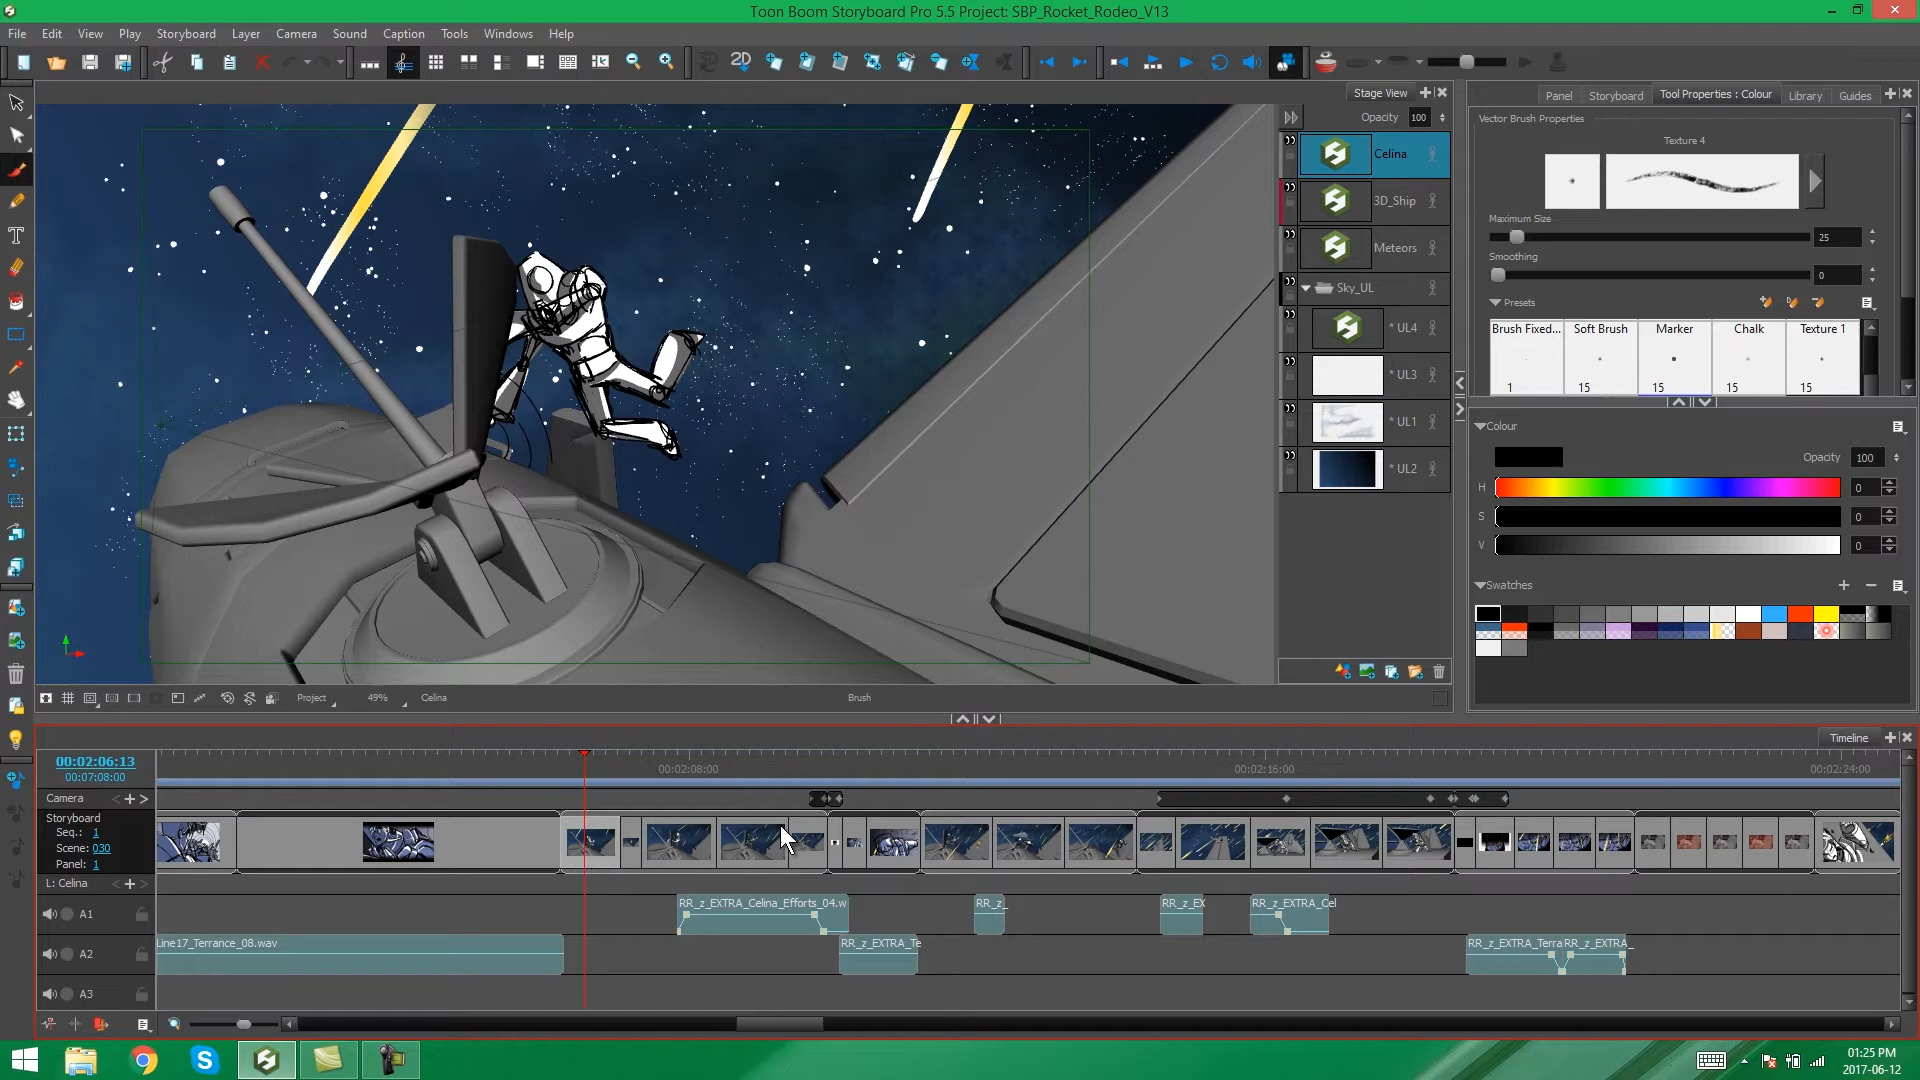 Toon Boom Storyboard Pro 5.5 Project: SBP_Rocket_Rodeo_V13
File Edit View Play Storyboard Layer Camera Sound Caption Tools Windows Help
2D
Stage View
Opacity 100
Celina
3D_Ship
Meteors
Sky_UL
* UL4
* UL3
* UL1
* UL2
Panel Storyboard Tool Properties : Colour Library Guides
Vector Brush Properties
Texture 4
Maximum Size
25
Smoothing
0
Presets
Brush Fixed... Soft Brush Marker Chalk Texture 1
1 15 15 15 15
Colour
Opacity 100
H 0
S 0
V 0
Swatches
Project 49% Celina Brush
Timeline
00:02:06:13
00:07:08:00
00:02:08:00 00:02:16:00 00:02:24:00
Camera
Storyboard
Seq.: 1
Scene: 030
Panel: 1
L: Celina
A1
RR_z_EXTRA_Celina_Efforts_04.w RR_z_ RR_z_EX RR_z_EXTRA_Cel
A2
Line17_Terrance_08.wav RR_z_EXTRA_Te RR_z_EXTRA_Terra RR_z_EXTRA_
A3
01:25 PM
2017-06-12